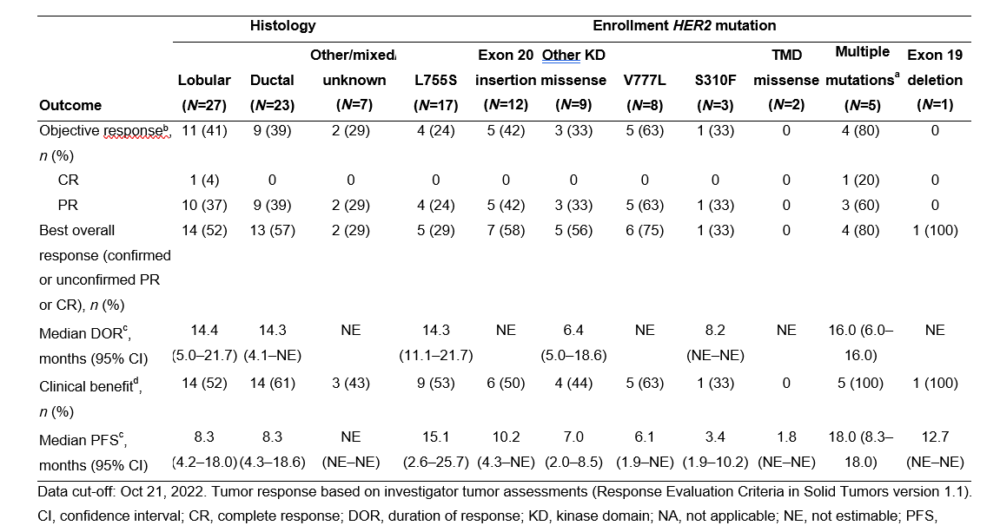 Histology Enrollment HER2 mutation
Other/mixed/ Exon 20 Other KD TMD Multiple Exon 19
Lobular Ductal unknown L755S insertion missense V777L S310F missense mutationsᵃ deletion
Outcome (N=27) (N=23) (N=7) (N=17) (N=12) (N=9) (N=8) (N=3) (N=2) (N=5) (N=1)
Objective responseᵇ, 11 (41) 9 (39) 2 (29) 4 (24) 5 (42) 3 (33) 5 (63) 1 (33) 0 4 (80) 0
n (%)
CR 1 (4) 0 0 0 0 0 0 0 0 1 (20) 0
PR 10 (37) 9 (39) 2 (29) 4 (24) 5 (42) 3 (33) 5 (63) 1 (33) 0 3 (60) 0
Best overall 14 (52) 13 (57) 2 (29) 5 (29) 7 (58) 5 (56) 6 (75) 1 (33) 0 4 (80) 1 (100)
response (confirmed
or unconfirmed PR
or CR), n (%)
Median DORᶜ, 14.4 14.3 NE 14.3 NE 6.4 NE 8.2 NE 16.0 (6.0– NE
months (95% CI) (5.0–21.7) (4.1–NE) (11.1–21.7) (5.0–18.6) (NE–NE) 16.0)
Clinical benefitᵈ, 14 (52) 14 (61) 3 (43) 9 (53) 6 (50) 4 (44) 5 (63) 1 (33) 0 5 (100) 1 (100)
n (%)
Median PFSᶜ, 8.3 8.3 NE 15.1 10.2 7.0 6.1 3.4 1.8 18.0 (8.3– 12.7
months (95% CI) (4.2–18.0) (4.3–18.6) (NE–NE) (2.6–25.7) (4.3–NE) (2.0–8.5) (1.9–NE) (1.9–10.2) (NE–NE) 18.0) (NE–NE)
Data cut-off: Oct 21, 2022. Tumor response based on investigator tumor assessments (Response Evaluation Criteria in Solid Tumors version 1.1).
CI, confidence interval; CR, complete response; DOR, duration of response; KD, kinase domain; NA, not applicable; NE, not estimable; PFS,